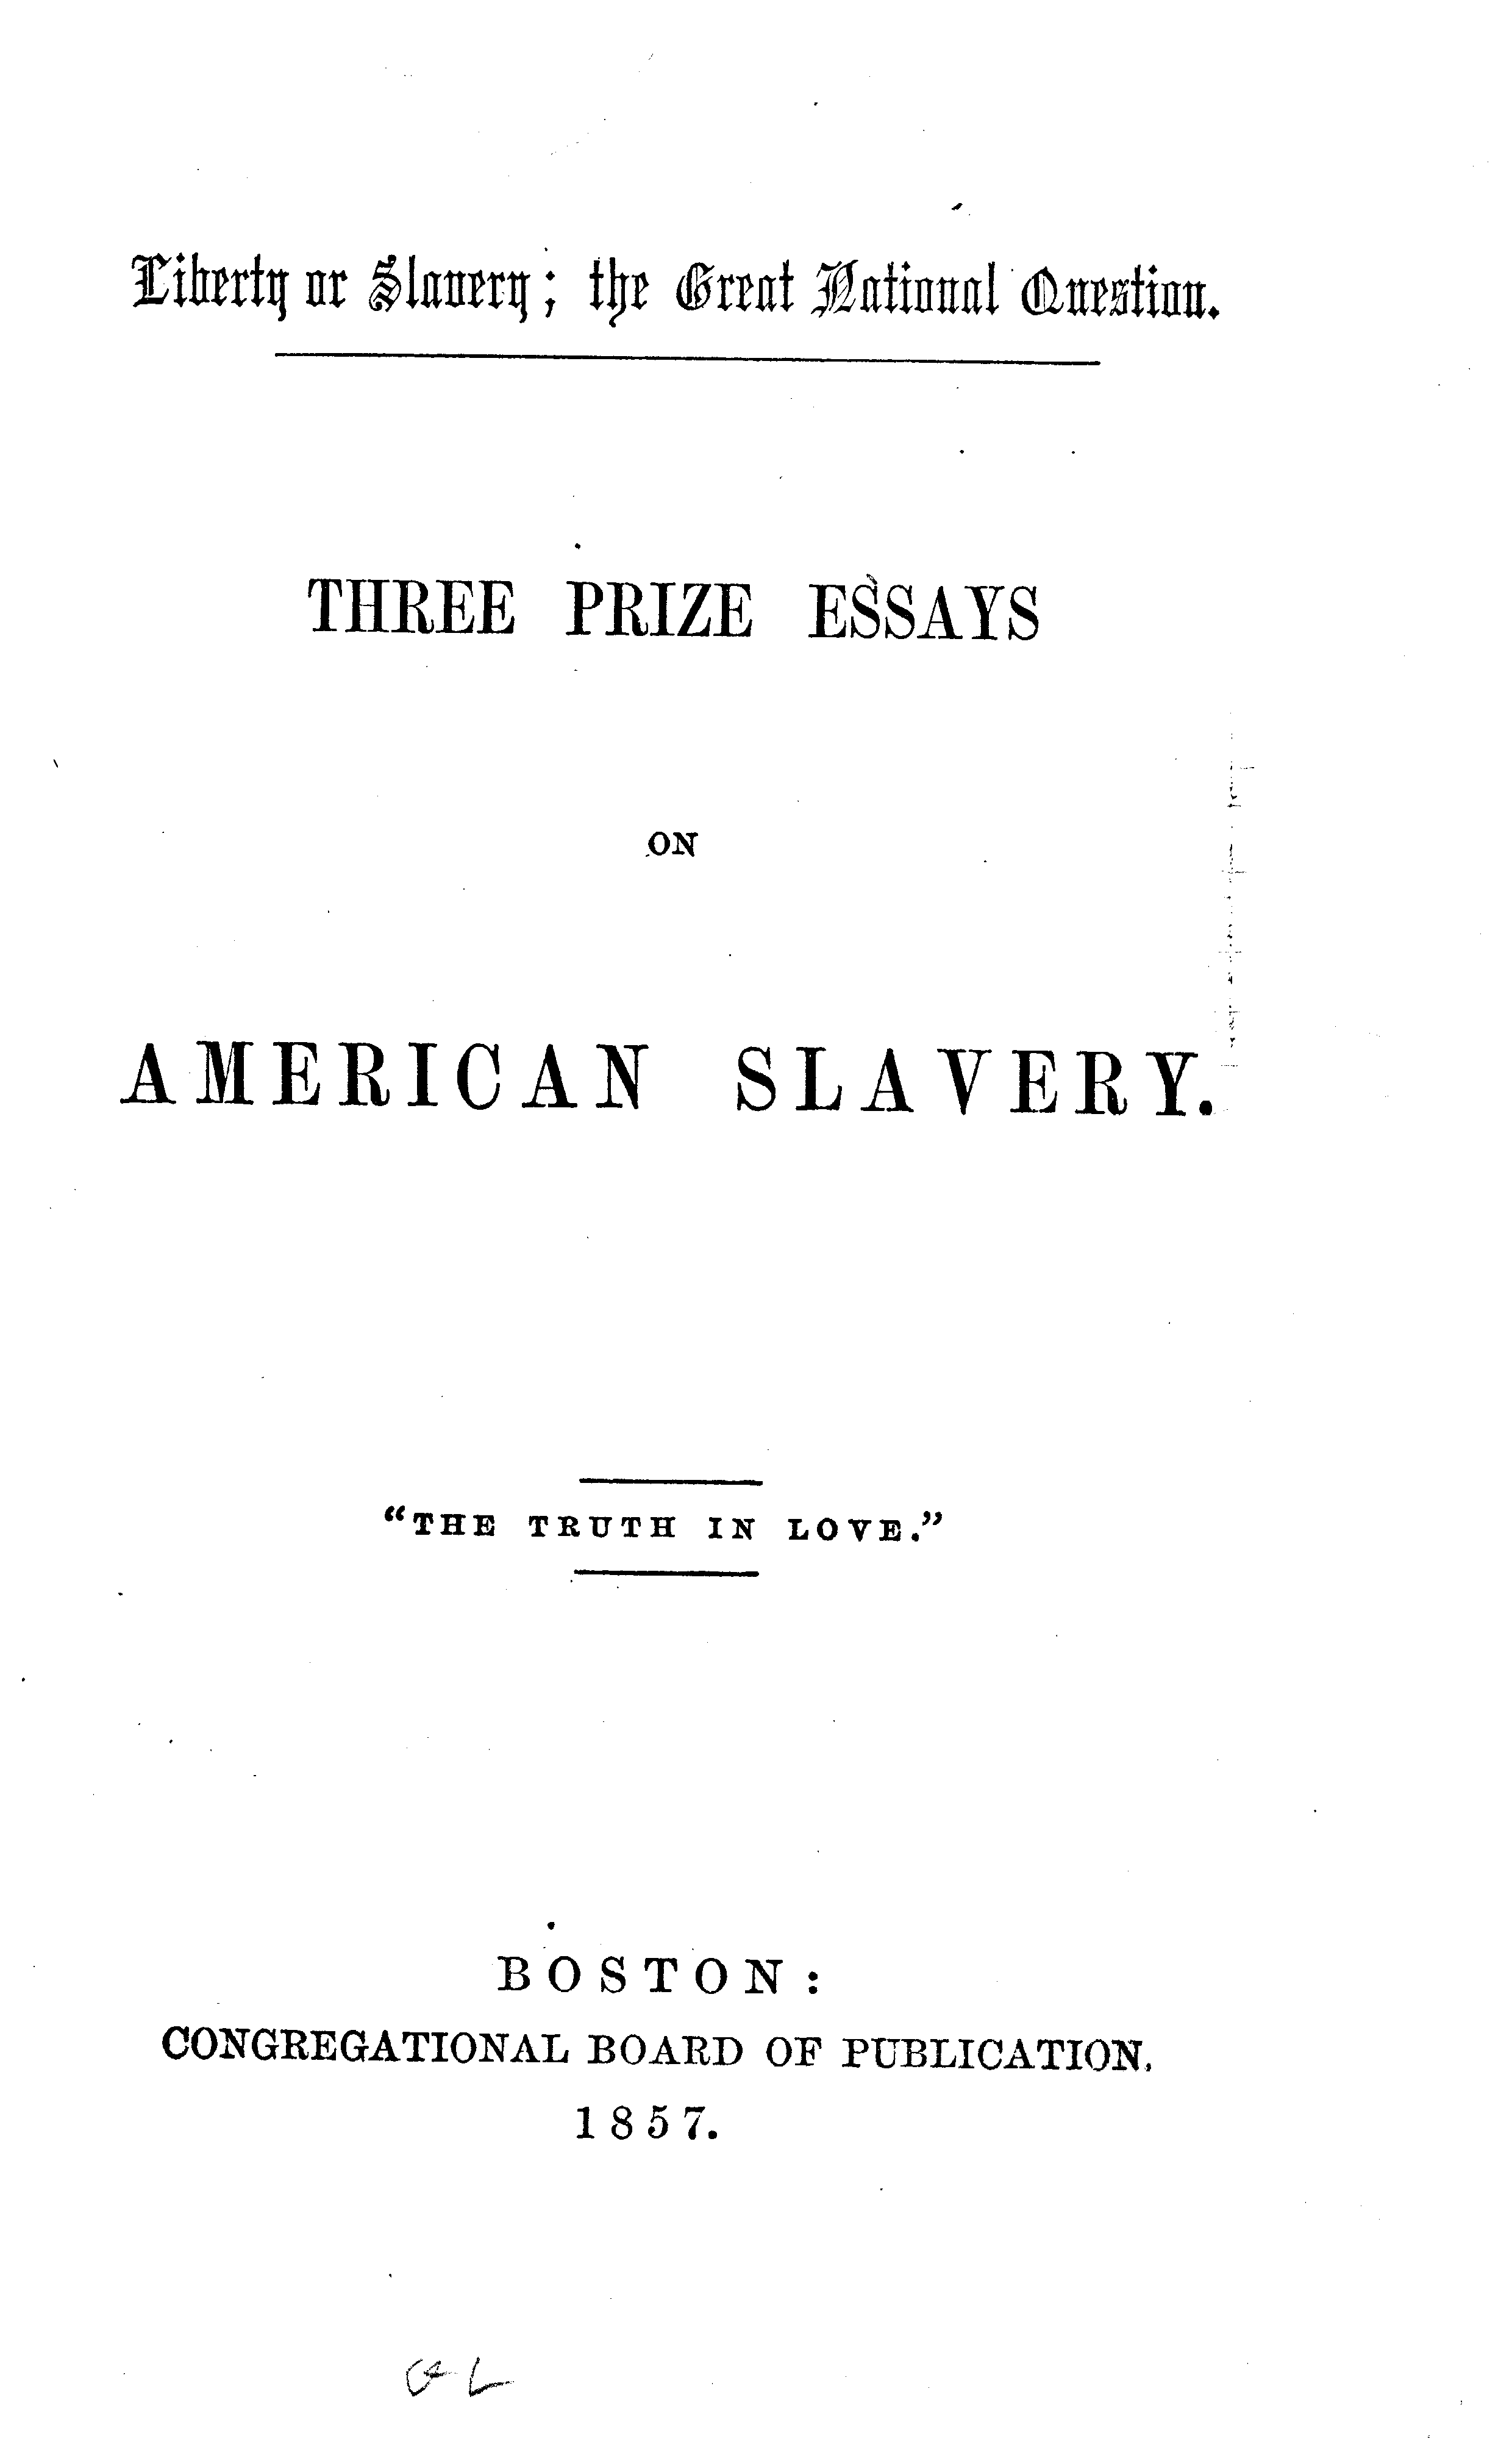 Liberty or Slavery; the Great National Question.
THREE PRIZE ESSAYS
ON
AMERICAN SLAVERY.
"THE TRUTH IN LOVE."
BOSTON:
CONGREGATIONAL BOARD OF PUBLICATION.
1857.